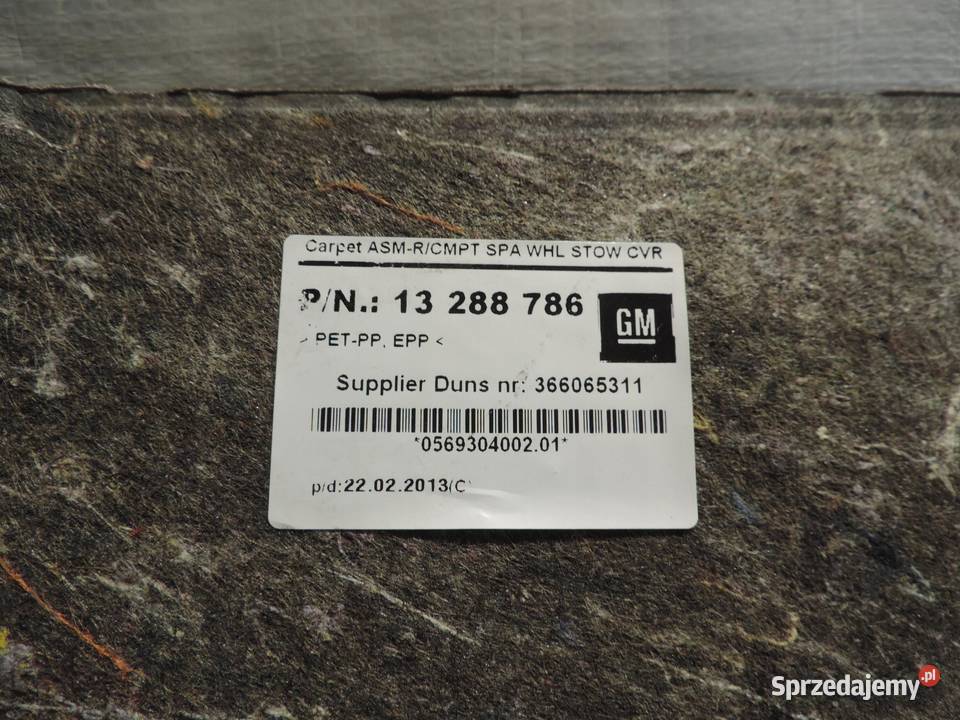 Carpet ASM-R/CMPT SPA WHL STOW CVR
P/N.: 13 288 786
GM
> PET-PP, EPP <
Supplier Duns nr: 366065311
*0569304002.01*
p/d:22.02.2013(C)
Sprzedajemy.pl